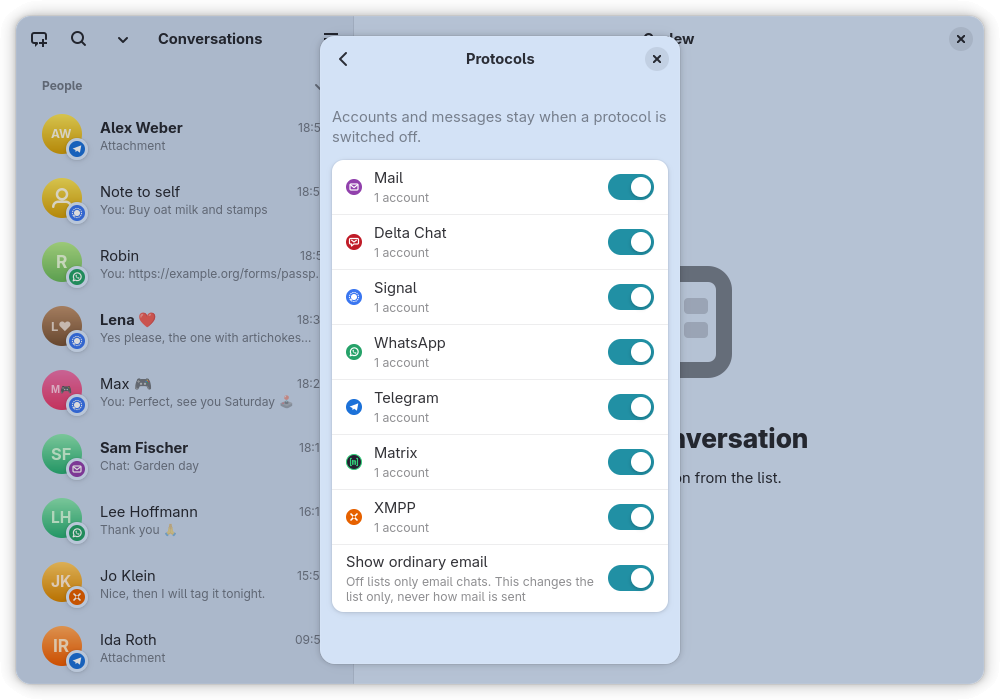 Conversations
People
Alex Weber
Attachment
Note to self
You: Buy oat milk and stamps
Robin
You: https://example.org/forms/passp...
Lena ❤️
Yes please, the one with artichokes...
Max 🎮
You: Perfect, see you Saturday 🕹️
Sam Fischer
Chat: Garden day
Lee Hoffmann
Thank you 🙏
Jo Klein
Nice, then I will tag it tonight.
Ida Roth
Attachment
AW
R
L❤
M🎮
SF
LH
JK
IR
Protocols
Accounts and messages stay when a protocol is
switched off.
Mail
1 account
Delta Chat
1 account
Signal
1 account
WhatsApp
1 account
Telegram
1 account
Matrix
1 account
XMPP
1 account
Show ordinary email
Off lists only email chats. This changes the
list only, never how mail is sent
from the list.